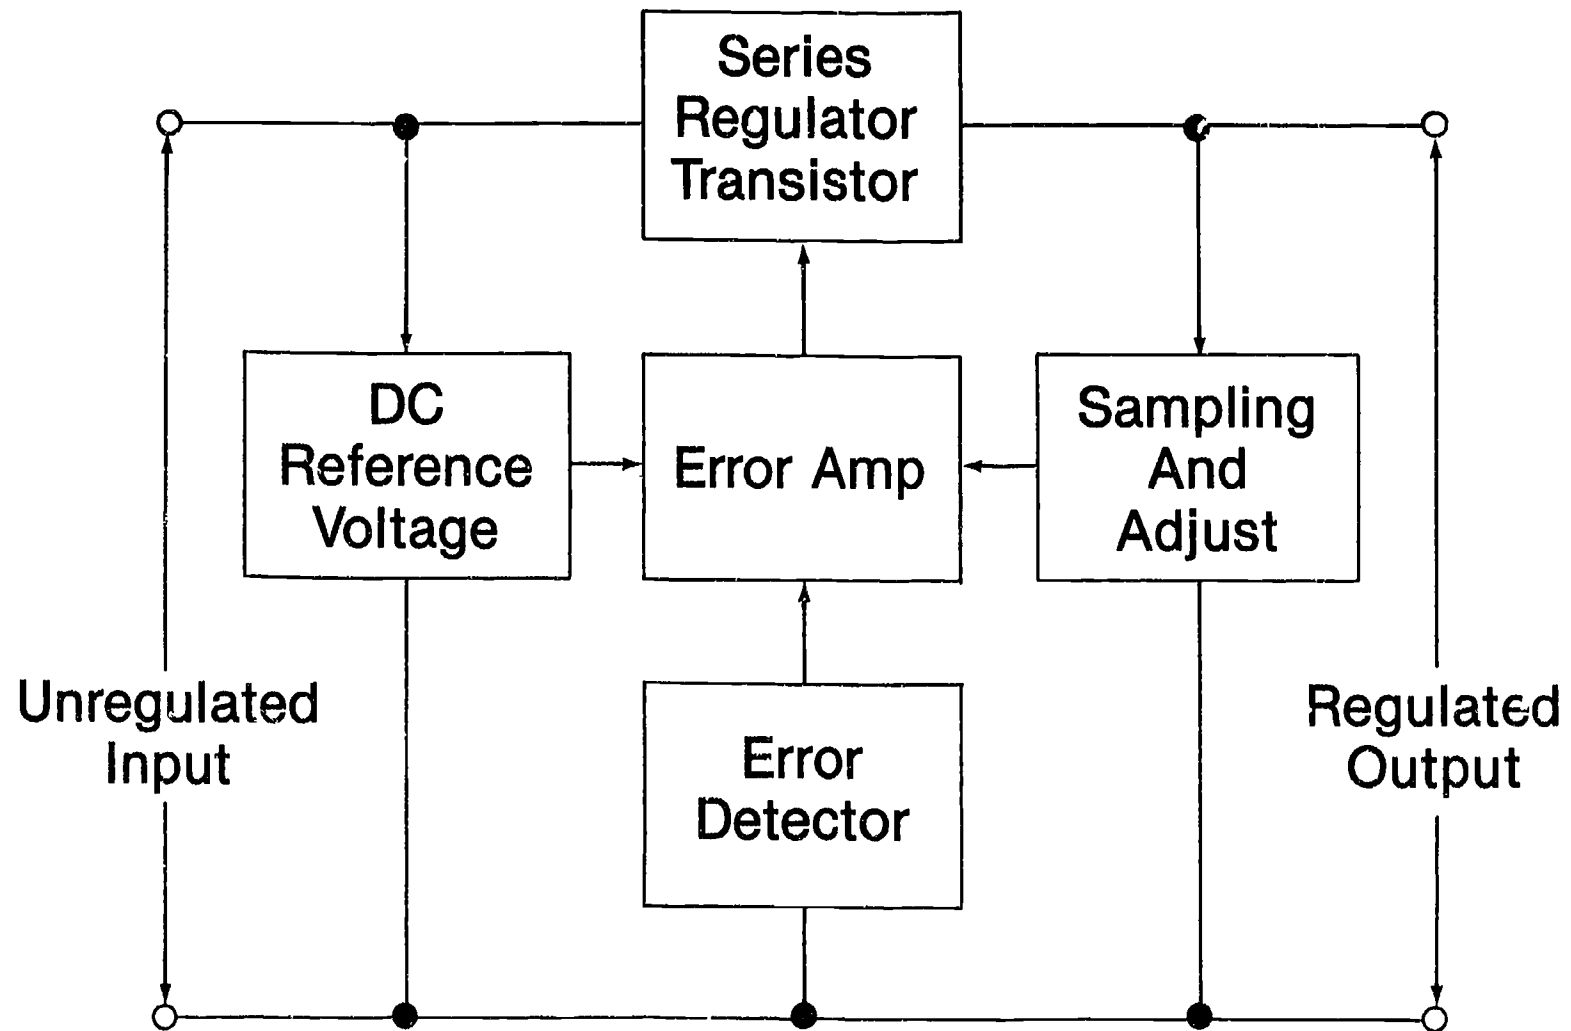 Series
Regulator
Transistor
DC
Reference
Voltage
Error Amp
Sampling
And
Adjust
Unregulated
Input
Error
Detector
Regulated
Output